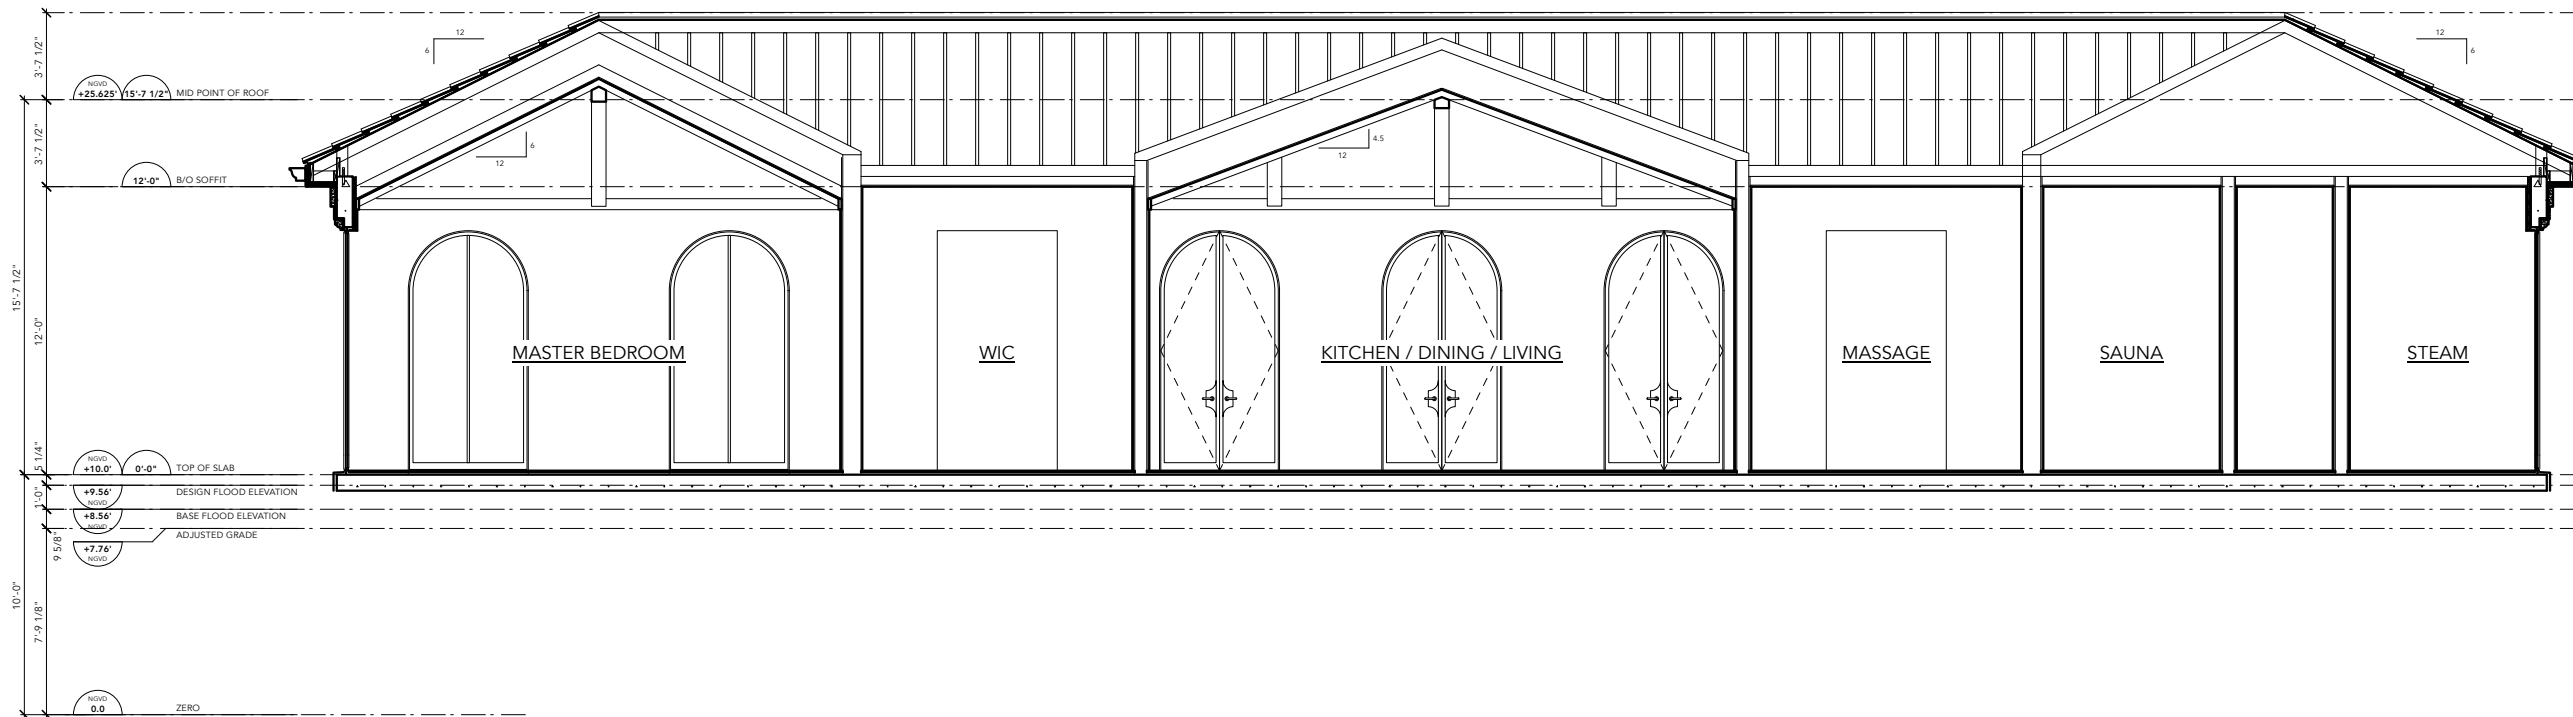 12
6
12
6
3'-7 1/2"
NGVD
+25.625' 15'-7 1/2" MID POINT OF ROOF
3'-7 1/2"
6
12
4.5
12
12'-0" B/O SOFFIT
15'-7 1/2"
12'-0"
MASTER BEDROOM WIC KITCHEN / DINING / LIVING MASSAGE SAUNA STEAM
5 1/4"
NGVD
+10.0' 0'-0" TOP OF SLAB
1'-0"
+9.56' DESIGN FLOOD ELEVATION
NGVD
+8.56' BASE FLOOD ELEVATION
NGVD
ADJUSTED GRADE
9 5/8"
+7.76'
NGVD
10'-0"
7'-9 1/8"
NGVD
0.0 ZERO